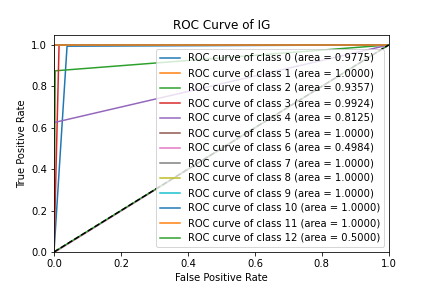 ROC Curve of IG
1.0
0.8
0.6
0.4
0.2
0.0
True Positive Rate
ROC curve of class 0 (area = 0.9775)
ROC curve of class 1 (area = 1.0000)
ROC curve of class 2 (area = 0.9357)
ROC curve of class 3 (area = 0.9924)
ROC curve of class 4 (area = 0.8125)
ROC curve of class 5 (area = 1.0000)
ROC curve of class 6 (area = 0.4984)
ROC curve of class 7 (area = 1.0000)
ROC curve of class 8 (area = 1.0000)
ROC curve of class 9 (area = 1.0000)
ROC curve of class 10 (area = 1.0000)
ROC curve of class 11 (area = 1.0000)
ROC curve of class 12 (area = 0.5000)
0.0 0.2 0.4 0.6 0.8 1.0
False Positive Rate